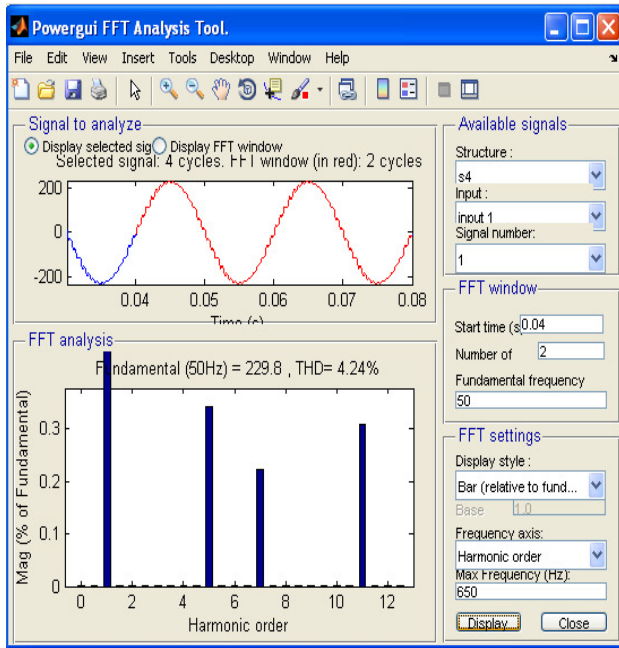 Powergui FFT Analysis Tool.
File Edit View Insert Tools Desktop Window Help
Signal to analyze
Display selected sig Display FFT window
Selected signal: 4 cycles. FFT window (in red): 2 cycles
200
0
-200
0.04 0.05 0.06 0.07 0.08
Time (s)
FFT analysis
Fundamental (50Hz) = 229.8 , THD= 4.24%
Mag (% of Fundamental)
0.3
0.2
0.1
0
0 2 4 6 8 10 12
Harmonic order
Available signals
Structure :
s4
Input :
input 1
Signal number:
1
FFT window
Start time (s 0.04
Number of 2
Fundamental frequency
50
FFT settings
Display style :
Bar (relative to fund...
Base 1.0
Frequency axis:
Harmonic order
Max Frequency (Hz):
650
Display Close